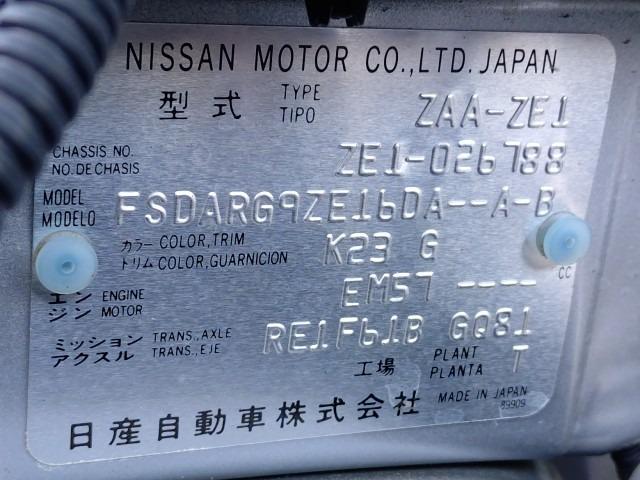 NISSAN MOTOR CO.,LTD. JAPAN
型式 TYPE TIPO ZAA-ZE1
CHASSIS NO. NO. DE CHASIS ZE1-026788
MODEL MODELO FSDARG9ZE16DA--A-B
カラー COLOR,TRIM K23 G
トリム COLOR,GUARNICION
エンジン ENGINE MOTOR EM57 ---- CC
ミッション TRANS., AXLE RE1F61B GQ81
アクスル TRANS., EJE
工場 PLANT PLANTA T
日産自動車株式会社 MADE IN JAPAN
89909